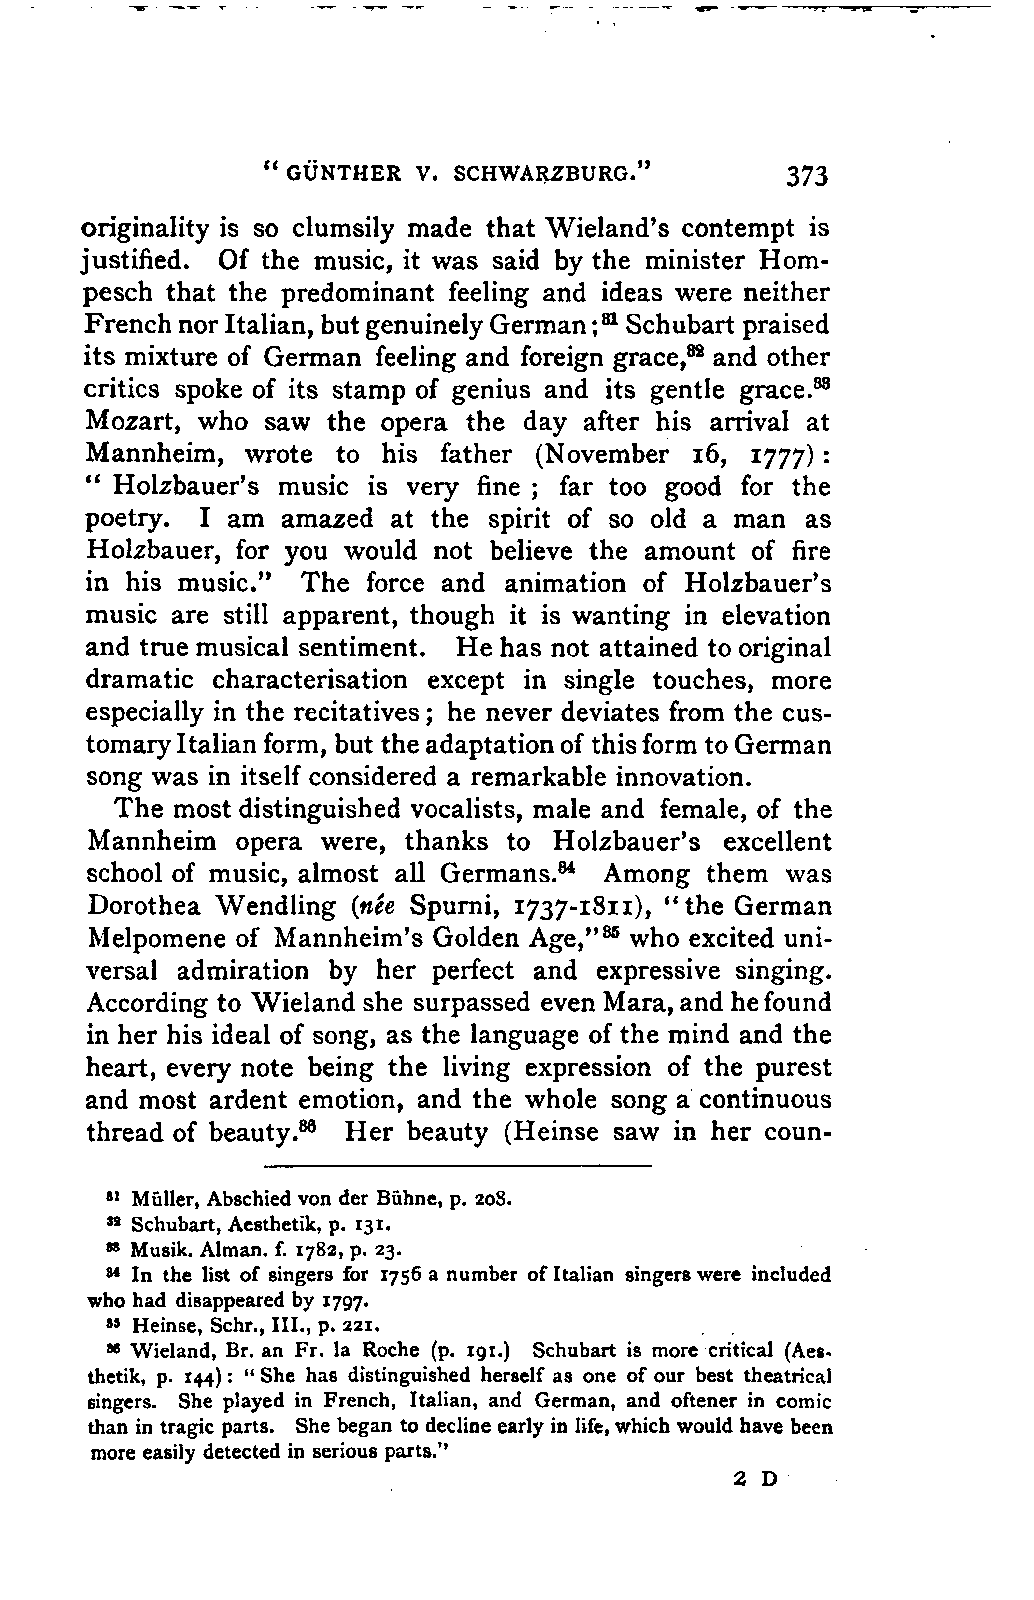 " GÜNTHER V. SCHWARZBURG." 373
originality is so clumsily made that Wieland's contempt is
justified. Of the music, it was said by the minister Hom-
pesch that the predominant feeling and ideas were neither
French nor Italian, but genuinely German;⁸¹ Schubart praised
its mixture of German feeling and foreign grace,⁸² and other
critics spoke of its stamp of genius and its gentle grace.⁸³
Mozart, who saw the opera the day after his arrival at
Mannheim, wrote to his father (November 16, 1777) :
" Holzbauer's music is very fine ; far too good for the
poetry. I am amazed at the spirit of so old a man as
Holzbauer, for you would not believe the amount of fire
in his music." The force and animation of Holzbauer's
music are still apparent, though it is wanting in elevation
and true musical sentiment. He has not attained to original
dramatic characterisation except in single touches, more
especially in the recitatives ; he never deviates from the cus-
tomary Italian form, but the adaptation of this form to German
song was in itself considered a remarkable innovation.
The most distinguished vocalists, male and female, of the
Mannheim opera were, thanks to Holzbauer's excellent
school of music, almost all Germans.⁸⁴ Among them was
Dorothea Wendling (née Spurni, 1737-1811), "the German
Melpomene of Mannheim's Golden Age,"⁸⁵ who excited uni-
versal admiration by her perfect and expressive singing.
According to Wieland she surpassed even Mara, and he found
in her his ideal of song, as the language of the mind and the
heart, every note being the living expression of the purest
and most ardent emotion, and the whole song a continuous
thread of beauty.⁸⁶ Her beauty (Heinse saw in her coun-
⁸¹ Müller, Abschied von der Bühne, p. 208.
⁸² Schubart, Aesthetik, p. 131.
⁸³ Musik. Alman. f. 1782, p. 23.
⁸⁴ In the list of singers for 1756 a number of Italian singers were included
who had disappeared by 1797.
⁸⁵ Heinse, Schr., III., p. 221.
⁸⁶ Wieland, Br. an Fr. la Roche (p. 191.) Schubart is more critical (Aes-
thetik, p. 144) : "She has distinguished herself as one of our best theatrical
singers. She played in French, Italian, and German, and oftener in comic
than in tragic parts. She began to decline early in life, which would have been
more easily detected in serious parts."
2 D